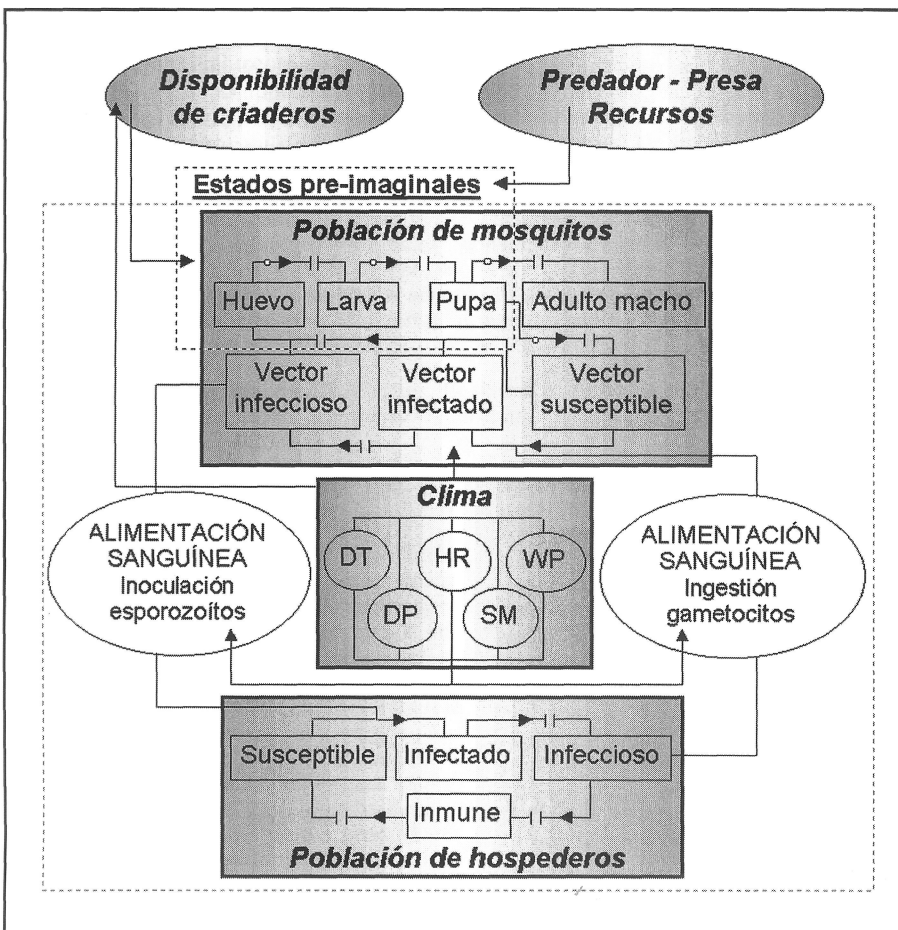 Disponibilidad
de criaderos
Predador - Presa
Recursos
Estados pre-imaginales
Población de mosquitos
Huevo
Larva
Pupa
Adulto macho
Vector
infeccioso
Vector
infectado
Vector
susceptible
Clima
DT
HR
WP
DP
SM
ALIMENTACIÓN
SANGUÍNEA
Inoculación
esporozoítos
ALIMENTACIÓN
SANGUÍNEA
Ingestión
gametocitos
Susceptible
Infectado
Infeccioso
Inmune
Población de hospederos